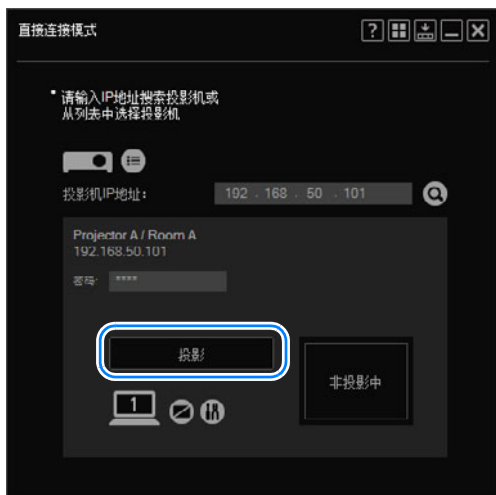 直接连接模式
?
* 请输入IP地址搜索投影机或
从列表中选择投影机
投影机IP地址: 192 . 168 . 50 . 101
Projector A / Room A
192.168.50.101
密码: ****
投影
非投影中
1